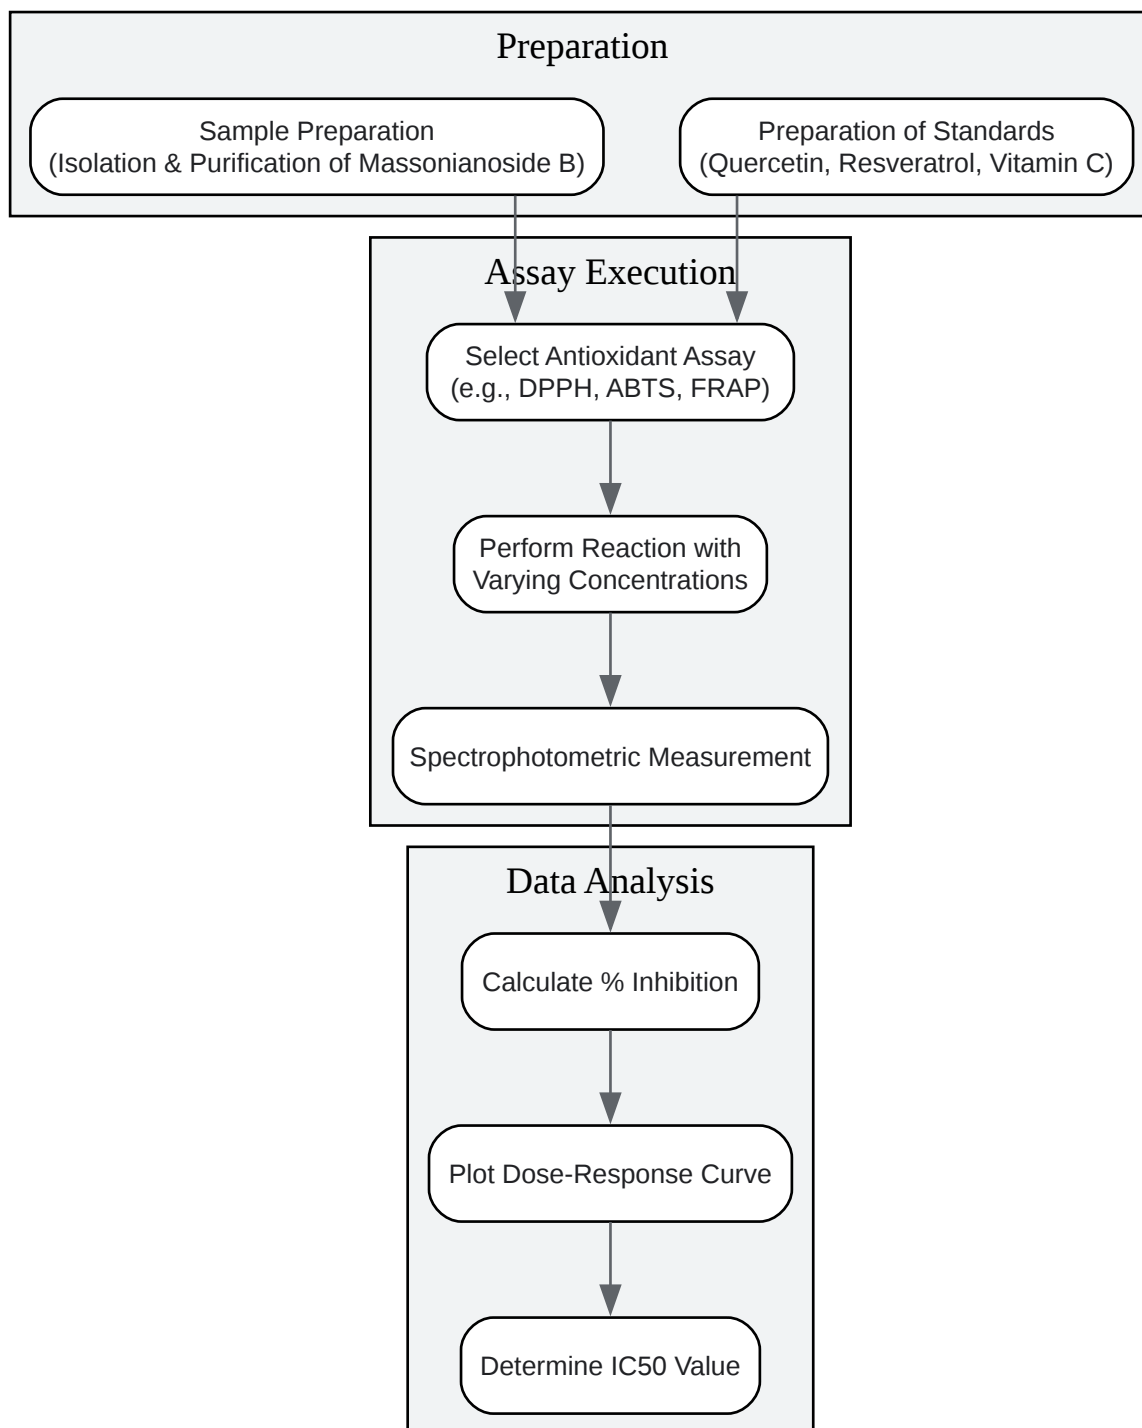 Preparation
Sample Preparation
(Isolation & Purification of Massonianoside B)
Preparation of Standards
(Quercetin, Resveratrol, Vitamin C)
Assay Execution
Select Antioxidant Assay
(e.g., DPPH, ABTS, FRAP)
Perform Reaction with
Varying Concentrations
Spectrophotometric Measurement
Data Analysis
Calculate % Inhibition
Plot Dose-Response Curve
Determine IC50 Value